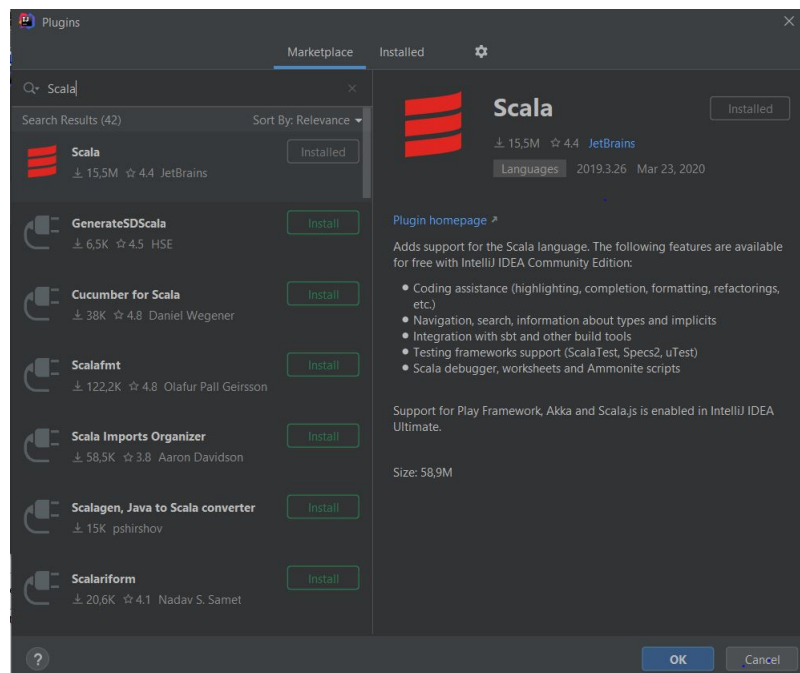 Plugins
Marketplace Installed
Scala
Search Results (42) Sort By: Relevance
Scala Installed
15,5M 4.4 JetBrains
GenerateSDScala Install
6,5K 4.5 HSE
Cucumber for Scala Install
38K 4.8 Daniel Wegener
Scalafmt Install
122,2K 4.8 Olafur Pall Geirsson
Scala Imports Organizer Install
58,5K 3.8 Aaron Davidson
Scalagen, Java to Scala converter Install
15K pshirshov
Scalariform Install
20,6K 4.1 Nadav S. Samet
Scala Installed
15,5M 4.4 JetBrains
Languages 2019.3.26 Mar 23, 2020
Plugin homepage
Adds support for the Scala language. The following features are available
for free with IntelliJ IDEA Community Edition:
• Coding assistance (highlighting, completion, formatting, refactorings,
etc.)
• Navigation, search, information about types and implicits
• Integration with sbt and other build tools
• Testing frameworks support (ScalaTest, Specs2, uTest)
• Scala debugger, worksheets and Ammonite scripts
Support for Play Framework, Akka and Scala.js is enabled in IntelliJ IDEA
Ultimate.
Size: 58,9M
? OK Cancel